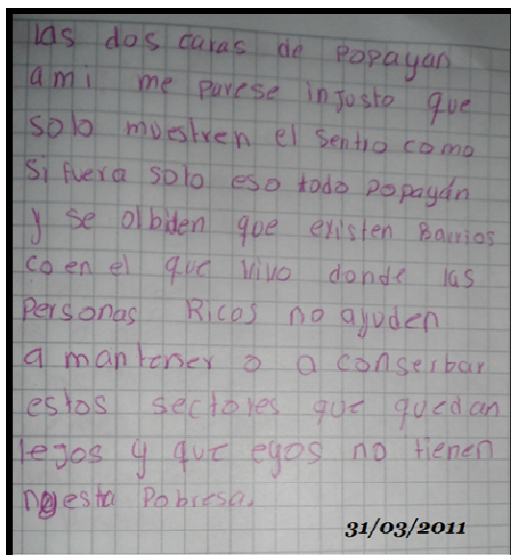 las dos caras de Popayan
a mi me parese injusto que
solo muestren el sentro como
si fuera solo eso todo Popayán
y se olbiden que existen Barrios
co en el que vivo donde las
Personas Ricos no ayuden
a mantener o a conserbar
estos sectores que quedan
lejos y que eyos no tienen
esta Pobresa.
31/03/2011